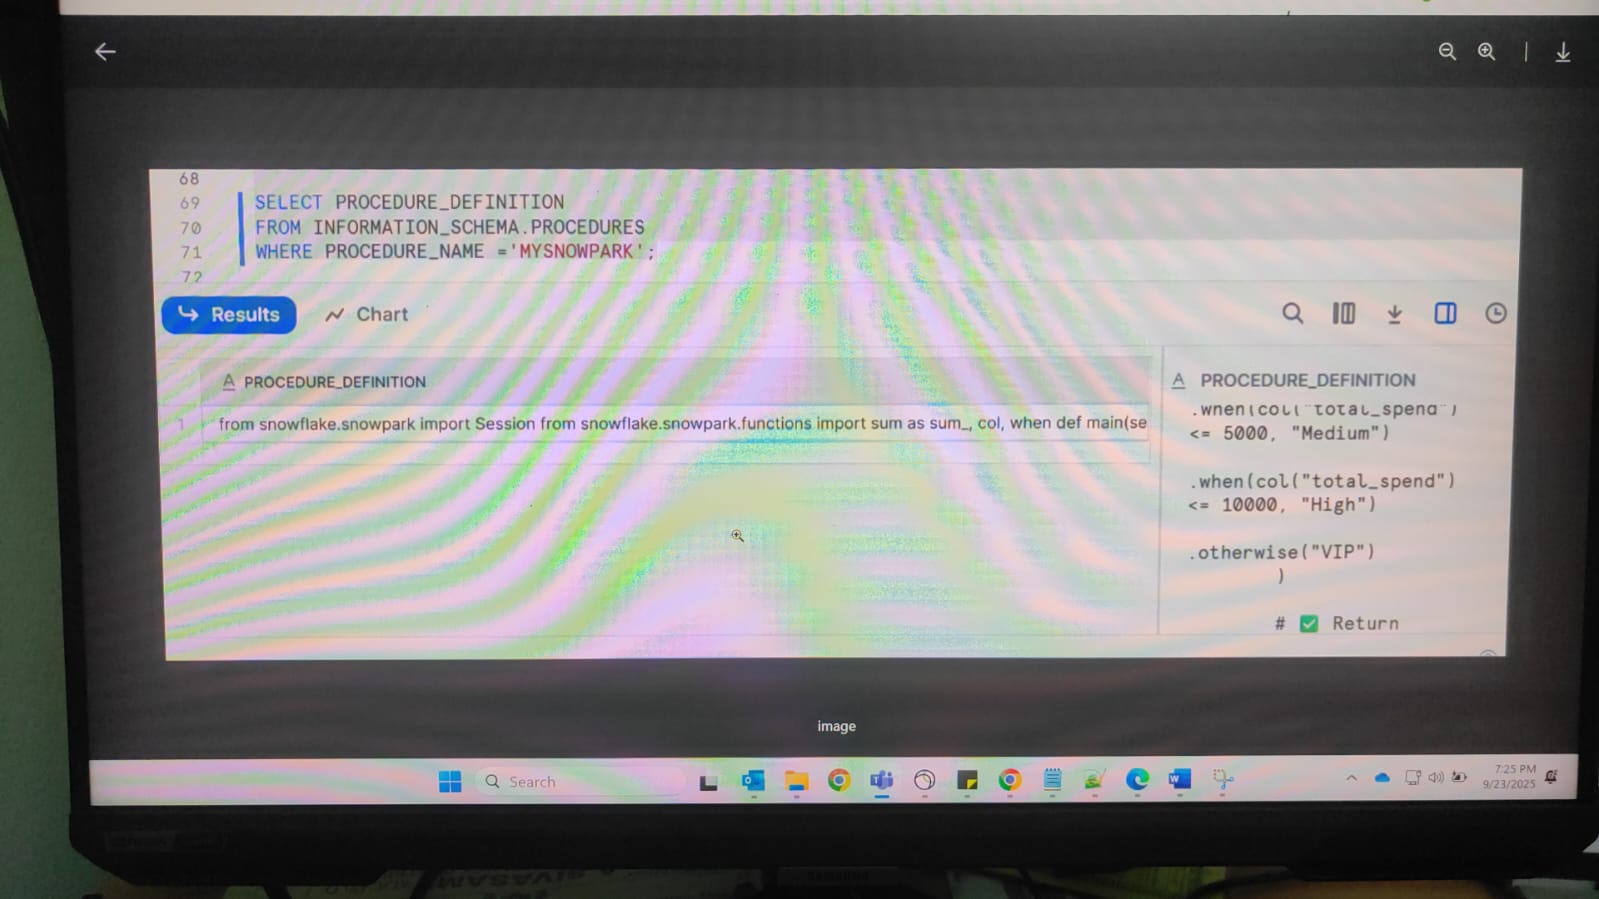 68
69 SELECT PROCEDURE_DEFINITION
70 FROM INFORMATION_SCHEMA.PROCEDURES
71 WHERE PROCEDURE_NAME ='MYSNOWPARK';
72
Results
Chart
PROCEDURE_DEFINITION
1 from snowflake.snowpark import Session from snowflake.snowpark.functions import sum as sum_, col, when def main(se
PROCEDURE_DEFINITION
.when(col("total_spend")
<= 5000, "Medium")
.when(col("total_spend")
<= 10000, "High")
.otherwise("VIP")
)
# ✅ Return
image
Search
7:25 PM
9/23/2025